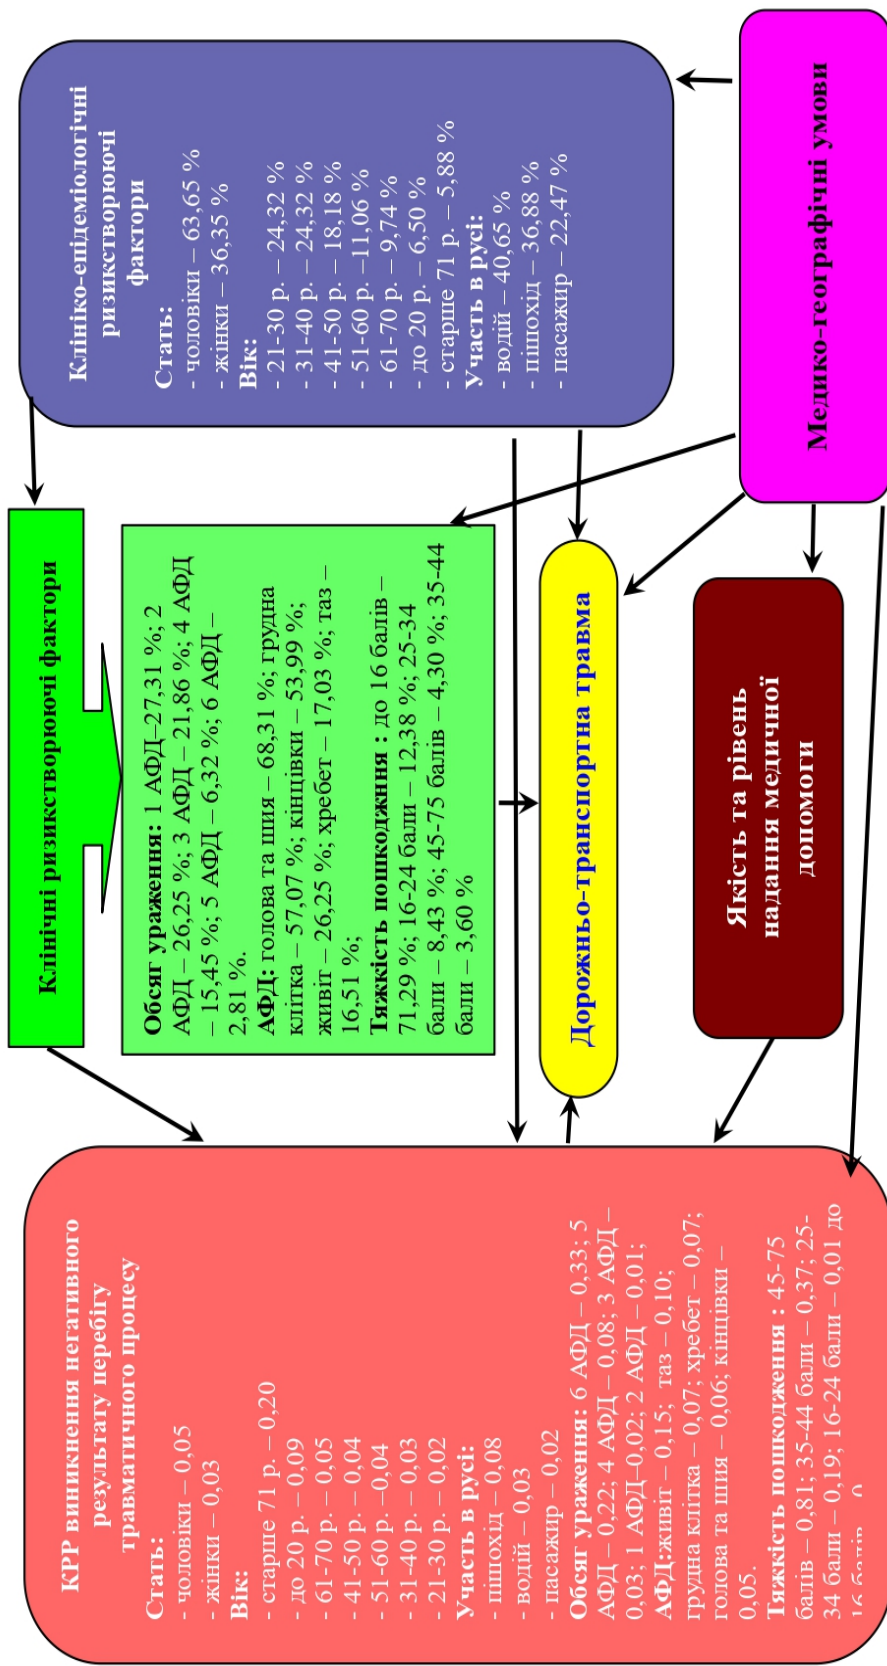 КРР виникнення негативного
результату перебігу
травматичного процесу
Стать:
- чоловіки – 0,05
- жінки – 0,03
Вік:
- старше 71 р. – 0,20
- до 20 р. – 0,09
- 61-70 р. – 0,05
- 41-50 р. – 0,04
- 51-60 р. –0,04
- 31-40 р. – 0,03
- 21-30 р. – 0,02
Участь в русі:
- пішохід – 0,08
- водій – 0,03
- пасажир – 0,02
Обсяг ураження: 6 АФД – 0,33; 5
АФД – 0,22; 4 АФД – 0,08; 3 АФД –
0,03; 1 АФД–0,02; 2 АФД – 0,01;
АФД:живіт – 0,15; таз – 0,10;
грудна клітка – 0,07; хребет – 0,07;
голова та шия – 0,06; кінцівки –
0,05.
Тяжкість пошкодження : 45-75
балів – 0,81; 35-44 бали – 0,37; 25-
34 бали – 0,19; 16-24 бали – 0,01 до
16 балів – 0
Клінічні ризикстворюючі фактори
Обсяг ураження: 1 АФД–27,31 %; 2
АФД – 26,25 %; 3 АФД – 21,86 %; 4 АФД
– 15,45 %; 5 АФД – 6,32 %; 6 АФД –
2,81 %.
АФД: голова та шия – 68,31 %; грудна
клітка – 57,07 %, кінцівки – 53,99 %;
живіт – 26,25 %; хребет – 17,03 %; таз –
16,51 %;
Тяжкість пошкодження : до 16 балів –
71,29 %; 16-24 бали – 12,38 %; 25-34
бали – 8,43 %; 45-75 балів – 4,30 %; 35-44
бали – 3,60 %
Дорожньо-транспортна травма
Якість та рівень
надання медичної
допомоги
Клініко-епідеміологічні
ризикстворюючі
фактори
Стать:
- чоловіки – 63,65 %
- жінки – 36,35 %
Вік:
- 21-30 р. – 24,32 %
- 31-40 р. – 24,32 %
- 41-50 р. – 18,18 %
- 51-60 р. –11,06 %
- 61-70 р. – 9,74 %
- до 20 р. – 6,50 %
- старше 71 р. – 5,88 %
Участь в русі:
- водій – 40,65 %
- пішохід – 36,88 %
- пасажир – 22,47 %
Медико-географічні умови